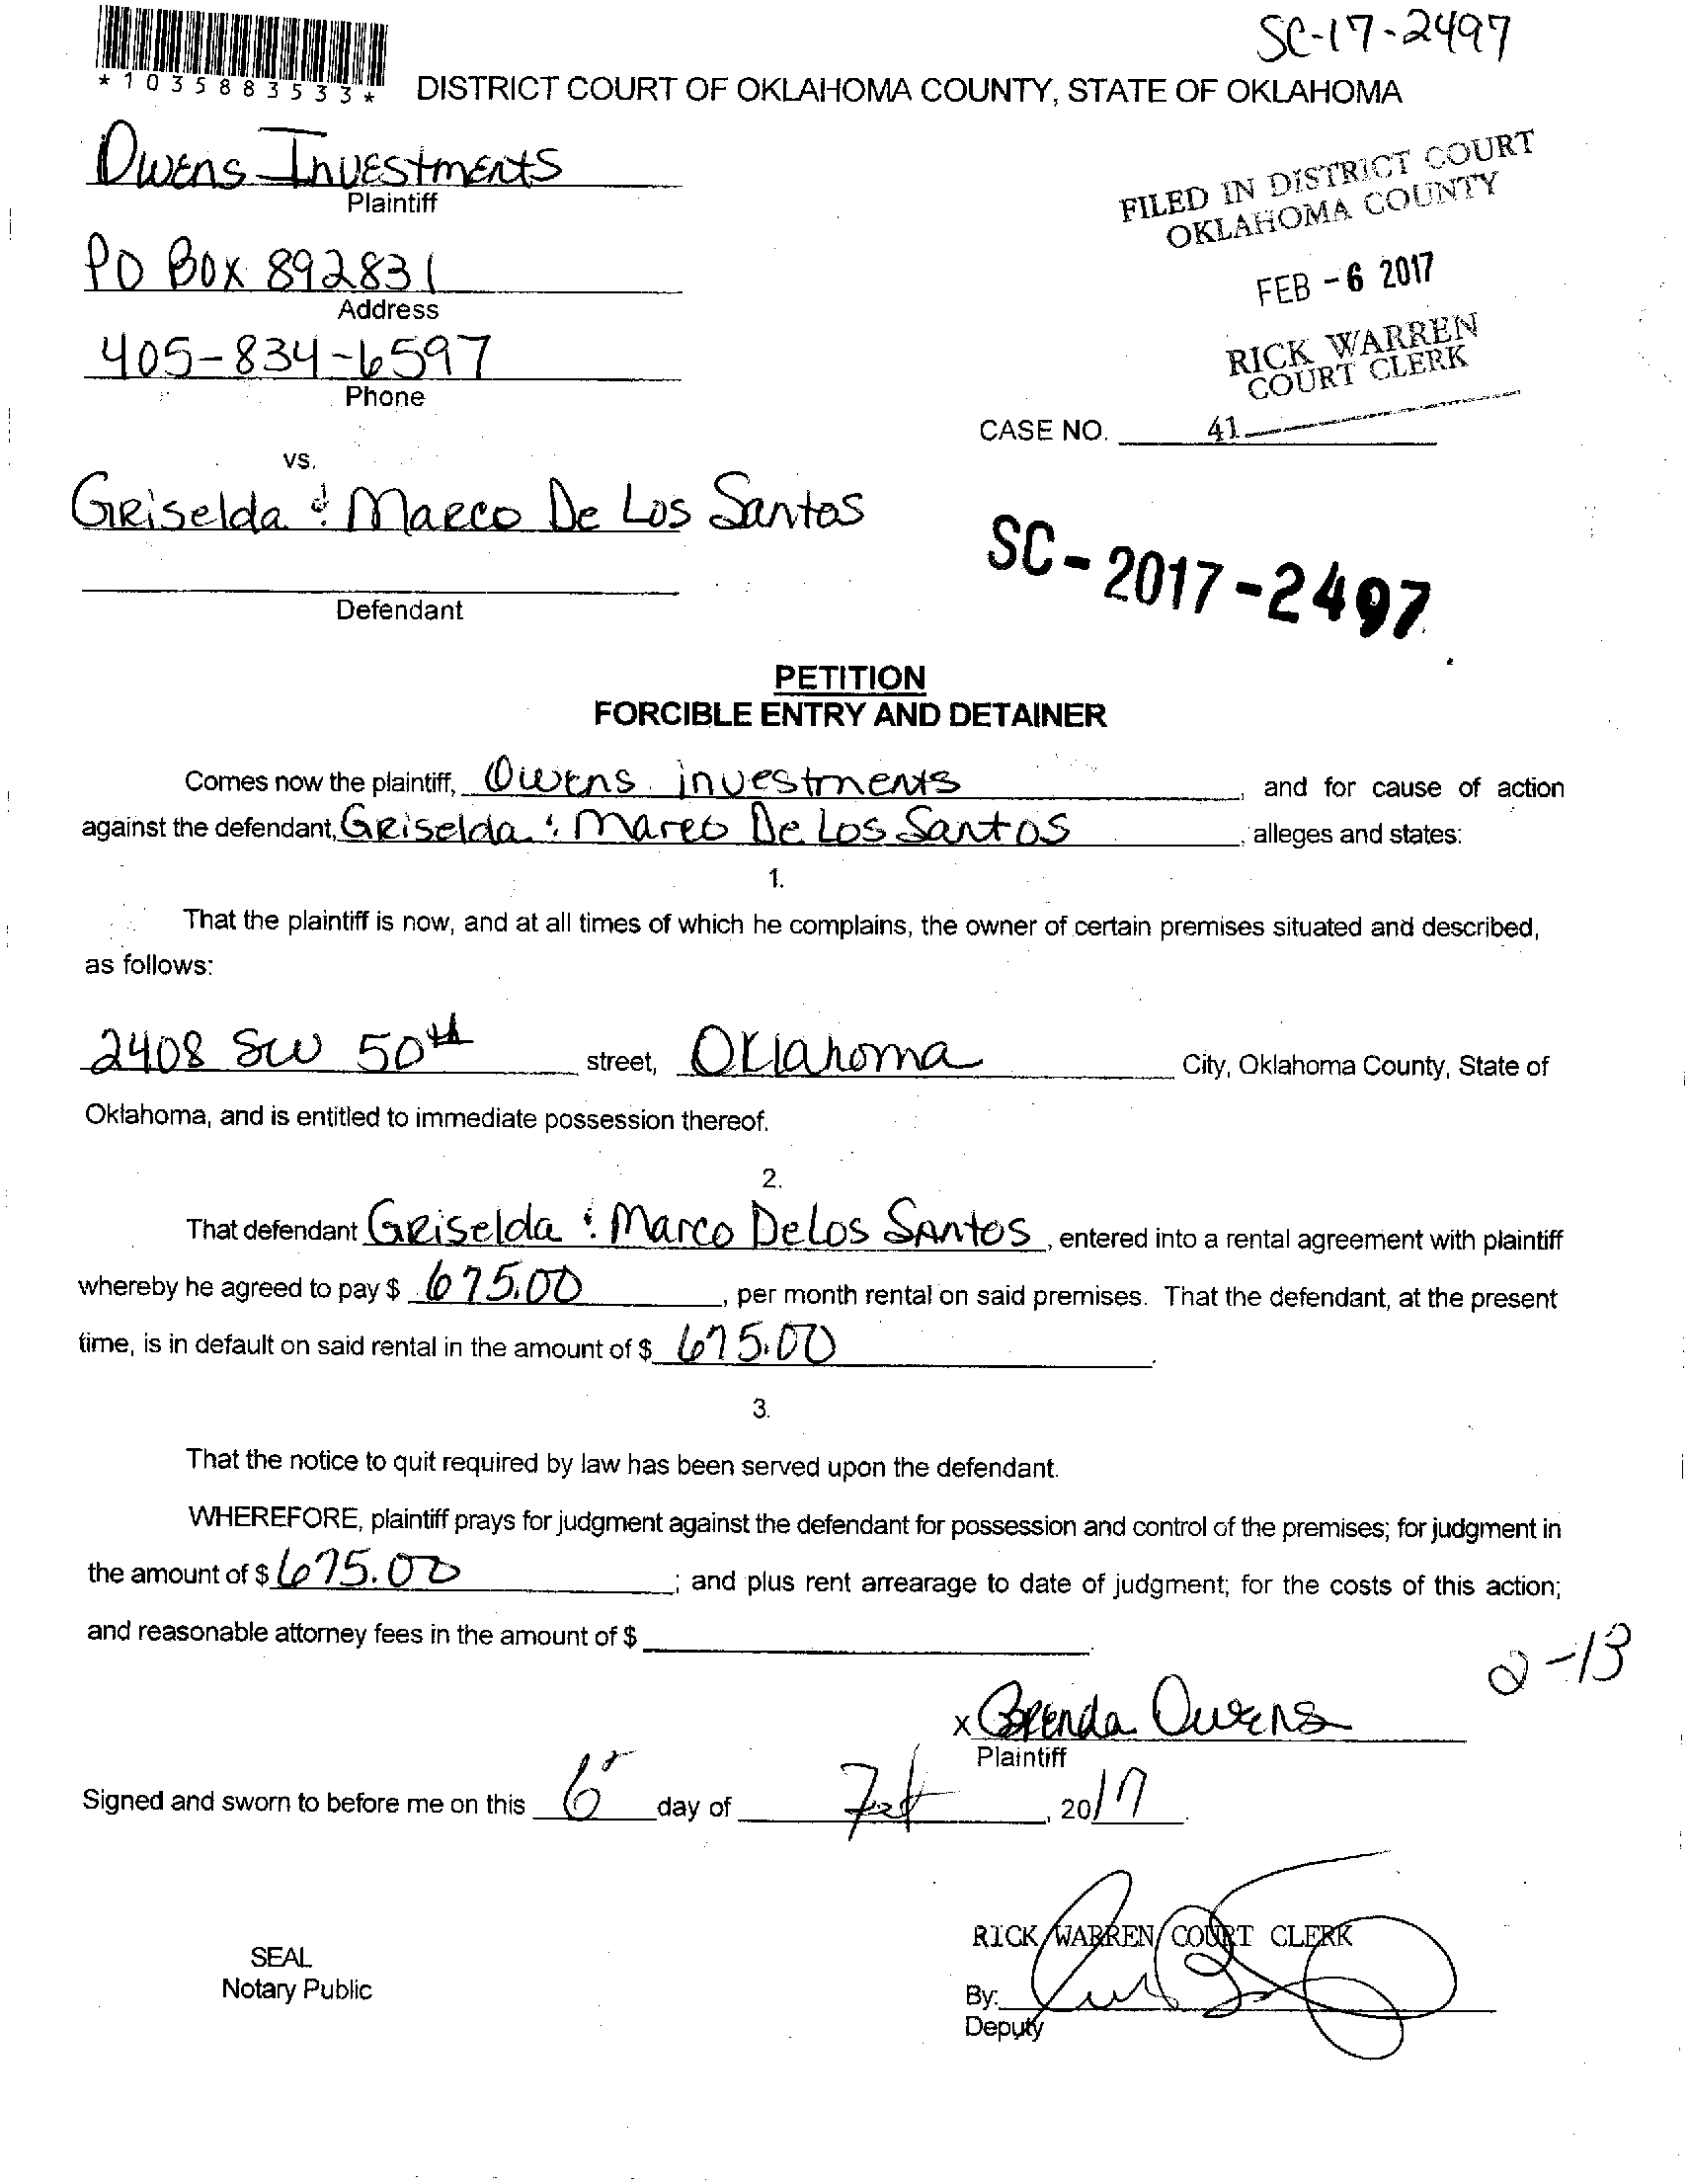 SC-17-2497
*1035883533*
DISTRICT COURT OF OKLAHOMA COUNTY, STATE OF OKLAHOMA
Owens Investments
Plaintiff
FILED IN DISTRICT COURT
OKLAHOMA COUNTY
PO Box 892831
Address
FEB - 6 2017
405-834-6597
Phone
RICK WARREN
COURT CLERK
CASE NO. 41
vs.
Griselda & Marco De Los Santos
Defendant
SC - 2017 - 2497
PETITION
FORCIBLE ENTRY AND DETAINER
Comes now the plaintiff, Owens investments, and for cause of action
against the defendant, Griselda & Marco De Los Santos, alleges and states:
1.
That the plaintiff is now, and at all times of which he complains, the owner of certain premises situated and described,
as follows:
2408 SW 50th street, Oklahoma City, Oklahoma County, State of
Oklahoma, and is entitled to immediate possession thereof.
2.
That defendant Griselda & Marco De Los Santos, entered into a rental agreement with plaintiff
whereby he agreed to pay $ 675.00, per month rental on said premises. That the defendant, at the present
time, is in default on said rental in the amount of $ 675.00.
3.
That the notice to quit required by law has been served upon the defendant.
WHEREFORE, plaintiff prays for judgment against the defendant for possession and control of the premises; for judgment in
the amount of $ 675.00; and plus rent arrearage to date of judgment; for the costs of this action;
and reasonable attorney fees in the amount of $ .
2-13
x Brenda Owens
Plaintiff
Signed and sworn to before me on this 6 day of Feb, 2017.
RICK WARREN COURT CLERK
SEAL
Notary Public
By:
Deputy